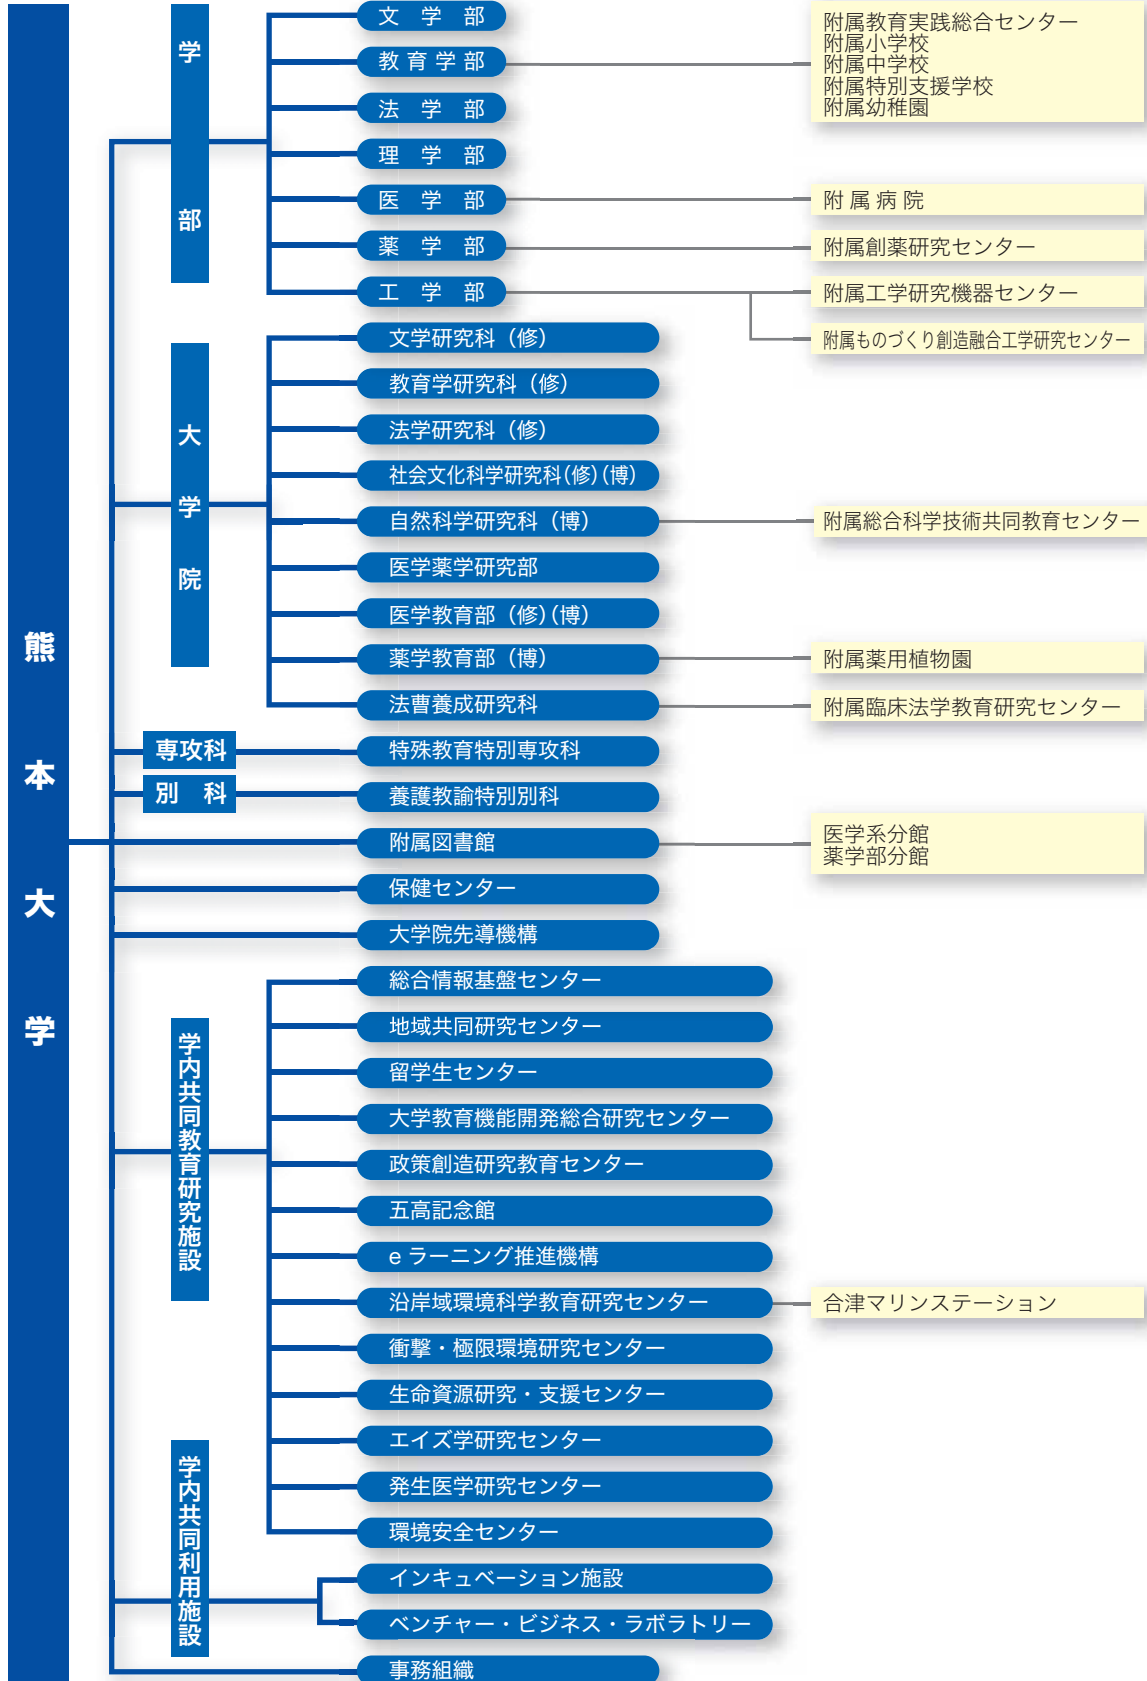 熊本大学
学部
文学部
教育学部
附属教育実践総合センター
附属小学校
附属中学校
附属特別支援学校
附属幼稚園
法学部
理学部
医学部
附属病院
薬学部
附属創薬研究センター
工学部
附属工学研究機器センター
附属ものづくり創造融合工学研究センター
大学院
文学研究科（修）
教育学研究科（修）
法学研究科（修）
社会文化科学研究科（修）（博）
自然科学研究科（博）
附属総合科学技術共同教育センター
医学薬学研究部
医学教育部（修）（博）
薬学教育部（博）
附属薬用植物園
法曹養成研究科
附属臨床法学教育研究センター
専攻科
特殊教育特別専攻科
別科
養護教諭特別別科
附属図書館
医学系分館
薬学部分館
保健センター
大学院先導機構
学内共同教育研究施設
総合情報基盤センター
地域共同研究センター
留学生センター
大学教育機能開発総合研究センター
政策創造研究教育センター
五高記念館
eラーニング推進機構
沿岸域環境科学教育研究センター
合津マリンステーション
衝撃・極限環境研究センター
生命資源研究・支援センター
エイズ学研究センター
発生医学研究センター
環境安全センター
学内共同利用施設
インキュベーション施設
ベンチャー・ビジネス・ラボラトリー
事務組織